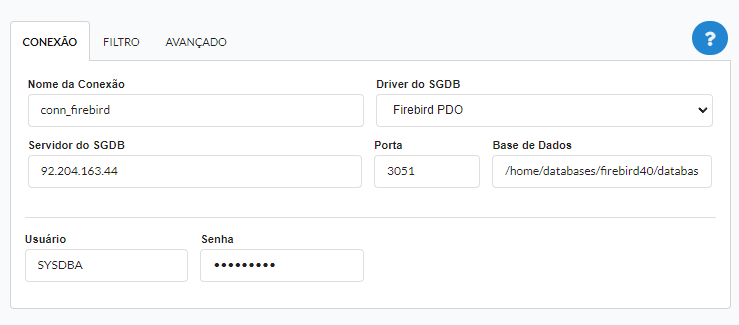 CONEXÃO FILTRO AVANÇADO ?
Nome da Conexão Driver do SGDB
conn_firebird Firebird PDO
Servidor do SGDB Porta Base de Dados
92.204.163.44 3051 /home/databases/firebird40/databas
Usuário Senha
SYSDBA •••••••••